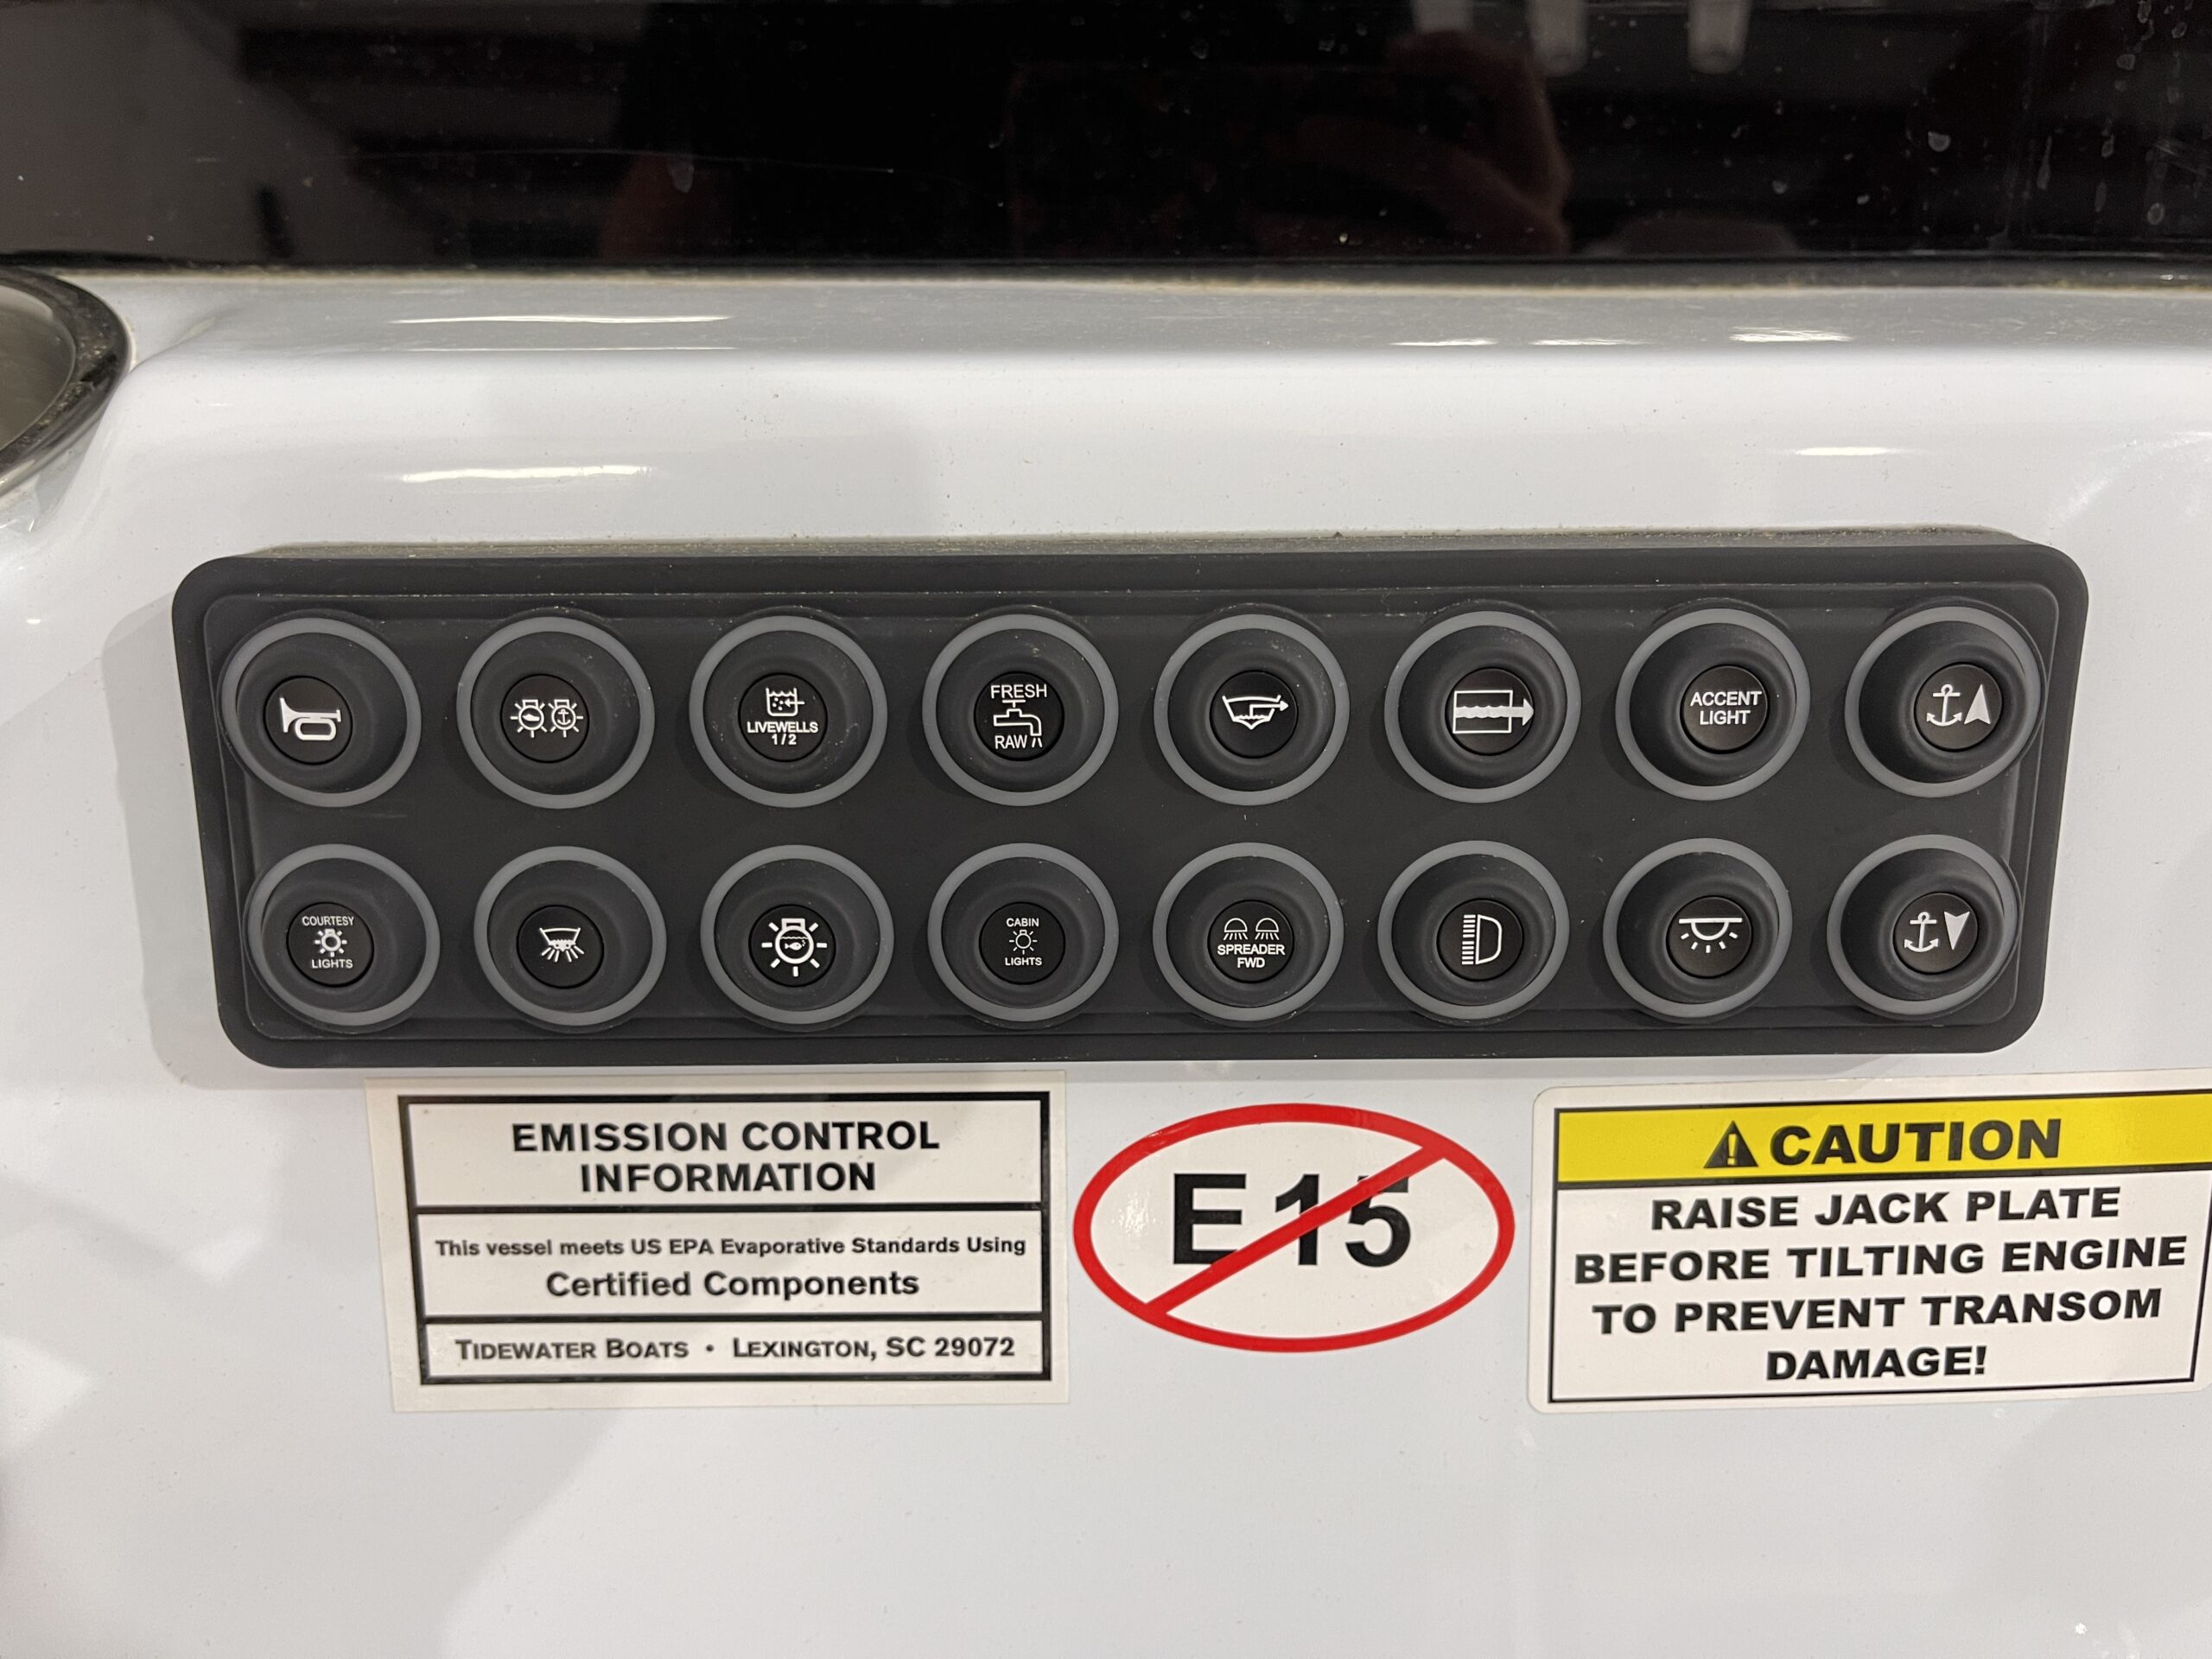 LIVEWELLS
1/2
FRESH
RAW
ACCENT
LIGHT
COURTESY
LIGHTS
CABIN
LIGHTS
SPREADER
FWD
EMISSION CONTROL
INFORMATION
This vessel meets US EPA Evaporative Standards Using
Certified Components
TIDEWATER BOATS • LEXINGTON, SC 29072
E15
CAUTION
RAISE JACK PLATE
BEFORE TILTING ENGINE
TO PREVENT TRANSOM
DAMAGE!